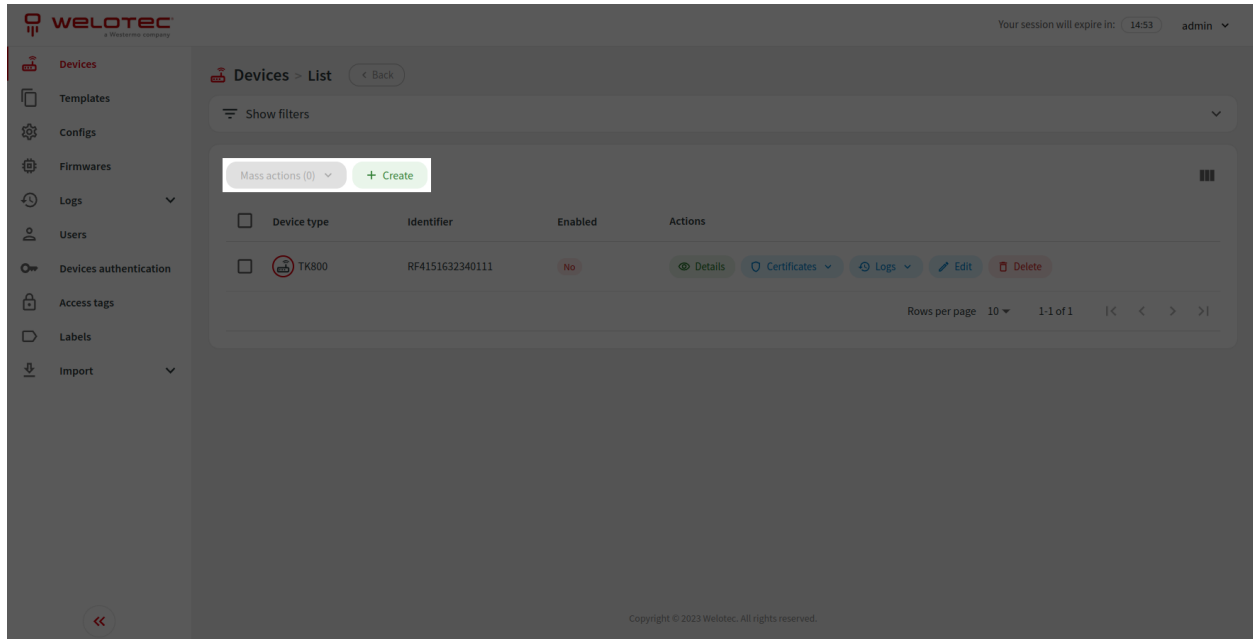 WELOTEC
a Westermo company
Your session will expire in: 14:53 admin
Devices
Templates
Configs
Firmwares
Logs
Users
Devices authentication
Access tags
Labels
Import
Devices > List < Back
Show filters
Mass actions (0) + Create
Device type Identifier Enabled Actions
TK800 RF4151632340111 No Details Certificates Logs Edit Delete
Rows per page 10 1-1 of 1
Copyright © 2023 Welotec. All rights reserved.